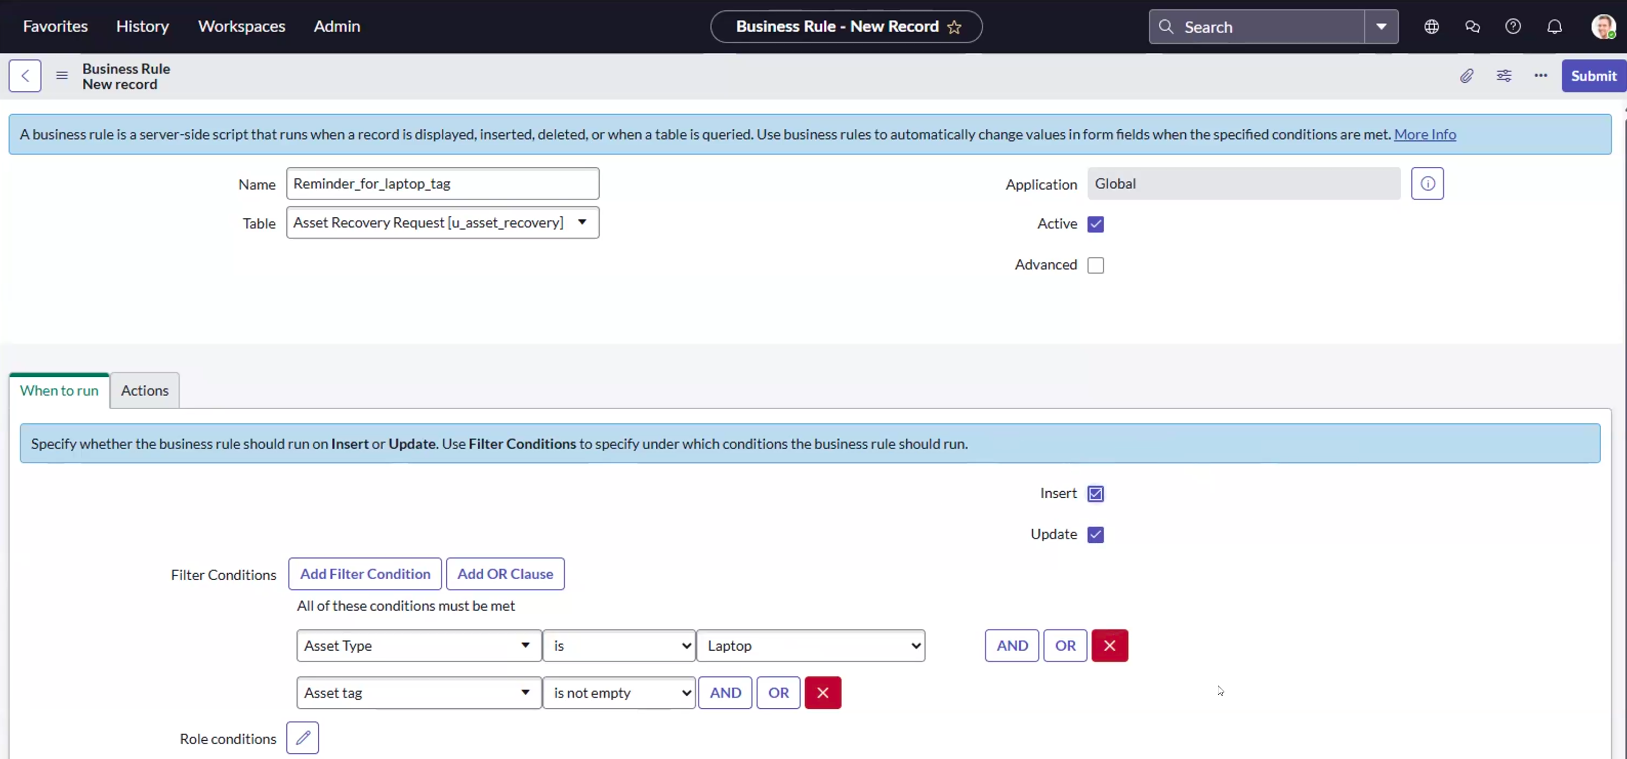 Favorites History Workspaces Admin Business Rule - New Record Search
Business Rule
New record
Submit
A business rule is a server-side script that runs when a record is displayed, inserted, deleted, or when a table is queried. Use business rules to automatically change values in form fields when the specified conditions are met. More Info
Name Reminder_for_laptop_tag Application Global
Table Asset Recovery Request [u_asset_recovery] Active
Advanced
When to run Actions
Specify whether the business rule should run on Insert or Update. Use Filter Conditions to specify under which conditions the business rule should run.
Insert
Update
Filter Conditions Add Filter Condition Add OR Clause
All of these conditions must be met
Asset Type is Laptop AND OR
Asset tag is not empty AND OR
Role conditions